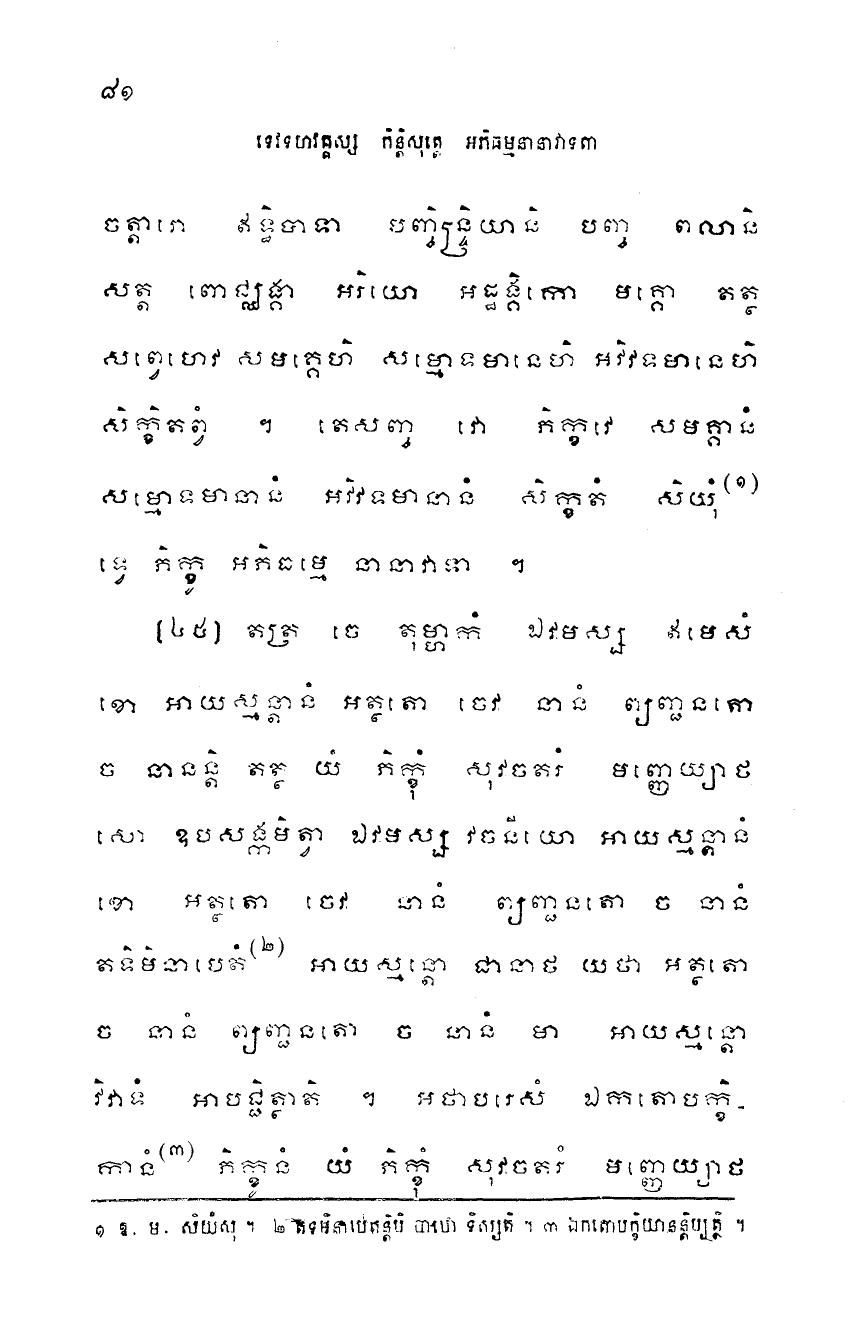 ៨១
ទេវទហវគ្គស្ស កិន្តិសុត្តេ អភិធម្មនានាវាទតា
ចត្តារោ ឥទ្ធិបាទា បញ្ចិន្ទ្រិយានិ បញ្ច ពលានិ
សត្ត ពោជ្ឈង្គា អរិយោ អដ្ឋង្គិកោ មគ្គោ តត្ថ
សព្វេហេវ សមគ្គេហិ សម្មោទមានេហិ អវិវទមានេហិ
សិក្ខិតព្វំ ។ តេសញ្ច វោ ភិក្ខវេ សមគ្គានំ
សម្មោទមានានំ អវិវទមានានំ សិក្ខតំ សិយុំ(១)
ទ្វេ ភិក្ខូ អភិធម្មេ នានាវាទា ។
[៤៥] តត្រ ចេ តុម្ហាកំ ឯវមស្ស ឥមេសំ
ខោ អាយស្មន្តានំ អត្ថតោ ចេវ នានំ ព្យញ្ជនតោ
ច នានន្តិ តត្ថ យំ ភិក្ខុំ សុវចតរំ មញ្ញេយ្យាថ
សោ ឧបសង្កមិត្វា ឯវមស្ស វចនីយោ អាយស្មន្តានំ
ខោ អត្ថតោ ចេវ នានំ ព្យញ្ជនតោ ច នានំ
តទិមិនាបេតំ(២) អាយស្មន្តោ ជានាថ យថា អត្ថតោ
ច នានំ ព្យញ្ជនតោ ច នានំ មា អាយស្មន្តោ
វិវាទំ អាបជ្ជិត្ថាតិ ។ អថាបរេសំ ឯកតោបក្ខិ-
កានំ(៣) ភិក្ខូនំ យំ ភិក្ខុំ សុវចតរំ មញ្ញេយ្យាថ
១ ឱ. ម. សិយំសុ ។ ២ តទមិនាប់េតន្តិបិ បាឋោ ទិស្សតិ ។ ៣ ឯកតោបក្ខិយានន្តិប្បត្ថិ ។